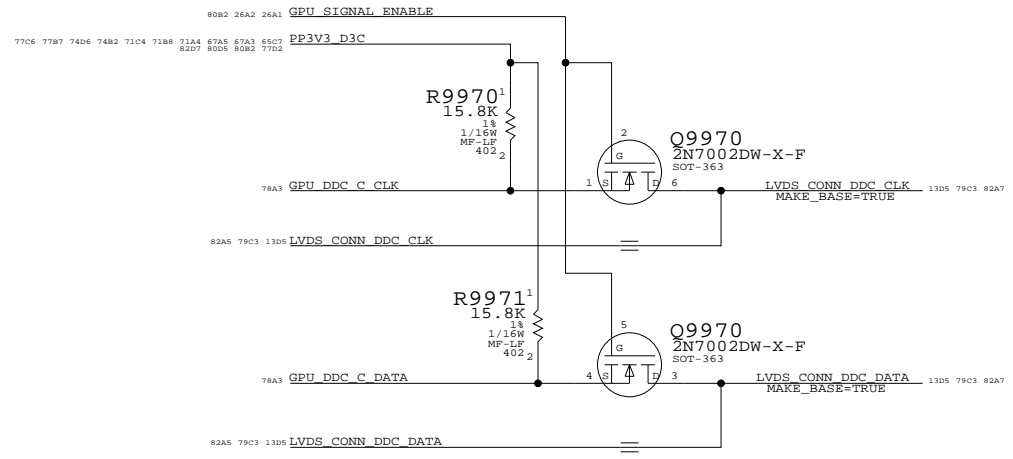 80B2 26A2 26A1 GPU_SIGNAL_ENABLE
77C6 77B7 74D6 74B2 71C4 71B8 71A4 67A5 67A3 65C7 PP3V3_D3C
82D7 80D5 80B2 77D2
R9970 1
15.8K
1%
1/16W
MF-LF
402 2
2
Q9970
2N7002DW-X-F
SOT-363
G
78A3 GPU_DDC_C_CLK 1 S D 6 LVDS_CONN_DDC_CLK 13D5 79C3 82A7
MAKE_BASE=TRUE
82A5 79C3 13D5 LVDS_CONN_DDC_CLK
R9971 1
15.8K
1%
1/16W
MF-LF
402 2
5
Q9970
2N7002DW-X-F
SOT-363
G
78A3 GPU_DDC_C_DATA 4 S D 3 LVDS_CONN_DDC_DATA 13D5 79C3 82A7
MAKE_BASE=TRUE
82A5 79C3 13D5 LVDS_CONN_DDC_DATA